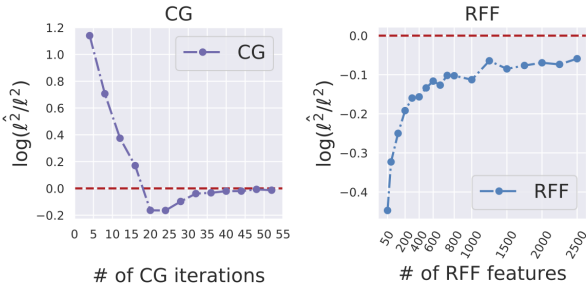 CG
log(ℓ̂²/ℓ²)
1.2
1.0
0.8
0.6
0.4
0.2
0.0
−0.2
CG
0 5 10 15 20 25 30 35 40 45 50 55
# of CG iterations
RFF
log(ℓ̂²/ℓ²)
0.0
−0.1
−0.2
−0.3
−0.4
RFF
50 200 400 600 800 1000 1500 2000 2500
# of RFF features